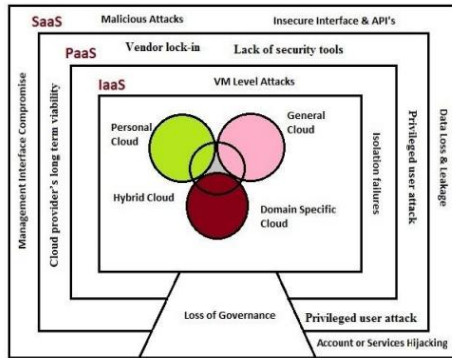 SaaS
Malicious Attacks
Insecure Interface & API's
Vendor lock-in
Lack of security tools
PaaS
IaaS
VM Level Attacks
Personal
Cloud
General
Cloud
Hybrid Cloud
Domain Specific
Cloud
Management Interface Compromise
Cloud provider's long term viability
Isolation failures
Privileged user attack
Data Loss & Leakage
Loss of Governance
Privileged user attack
Account or Services Hijacking